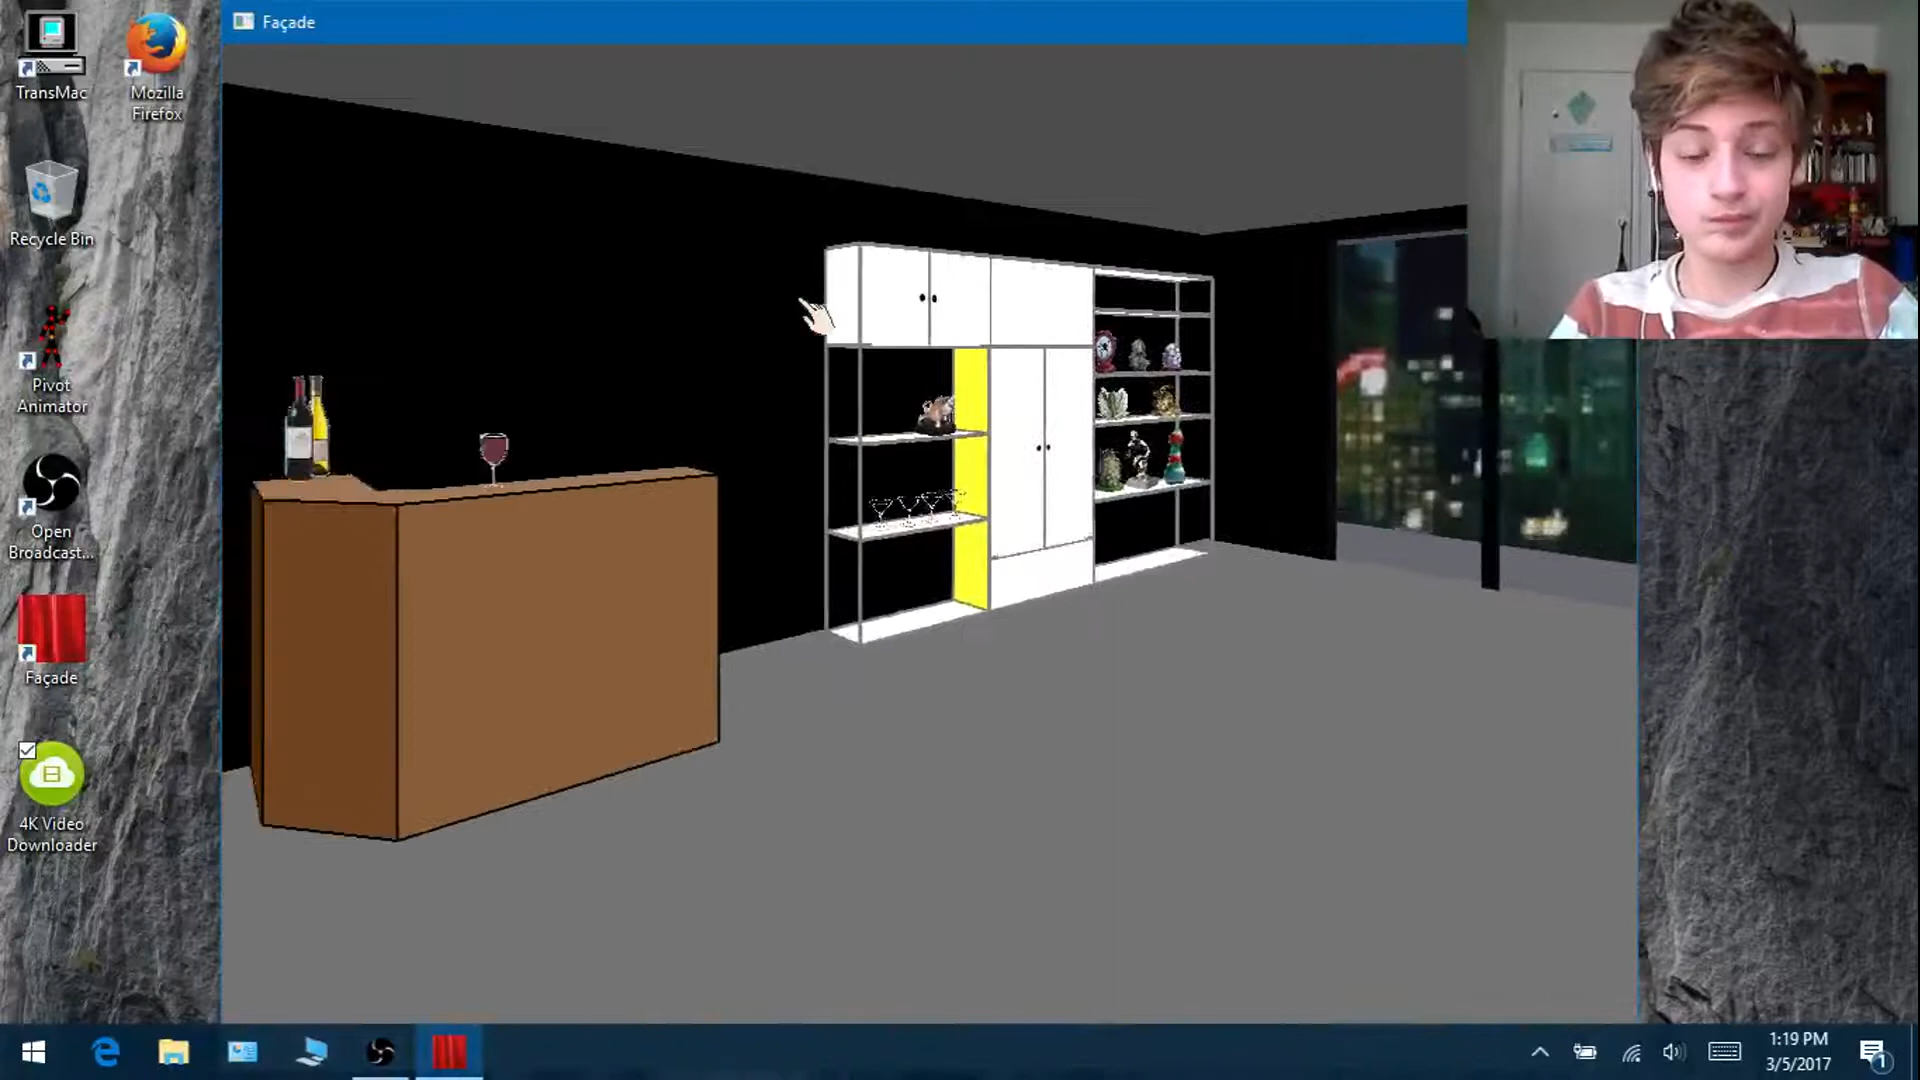 Façade
TransMac
Mozilla
Firefox
Recycle Bin
Pivot
Animator
Open
Broadcast...
Façade
4K Video
Downloader
1:19 PM
3/5/2017
1